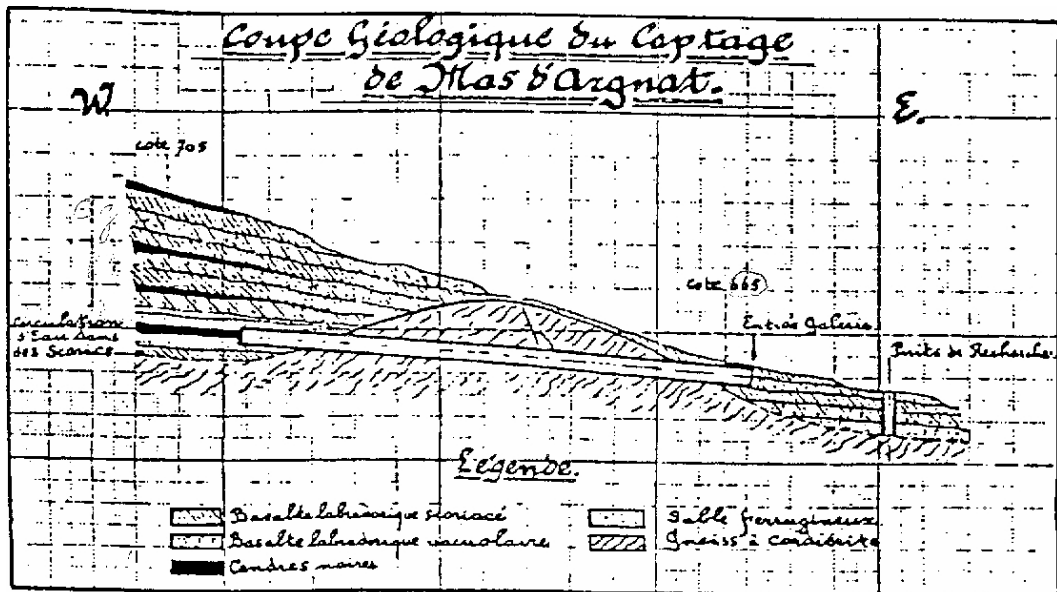 Coupe Géologique du Captage
de Mas d'Argnat.
W.
E.
cote 705
cote 665
Circulation
d'Eau dans
des Scories
Entrée Galerie
Puits de Recherche.
Légende.
Basalte labradorique scoriacé
Basalte labradorique vacuolaire
Cendres noires
Sable ferrugineux
Gneiss à cordiérite